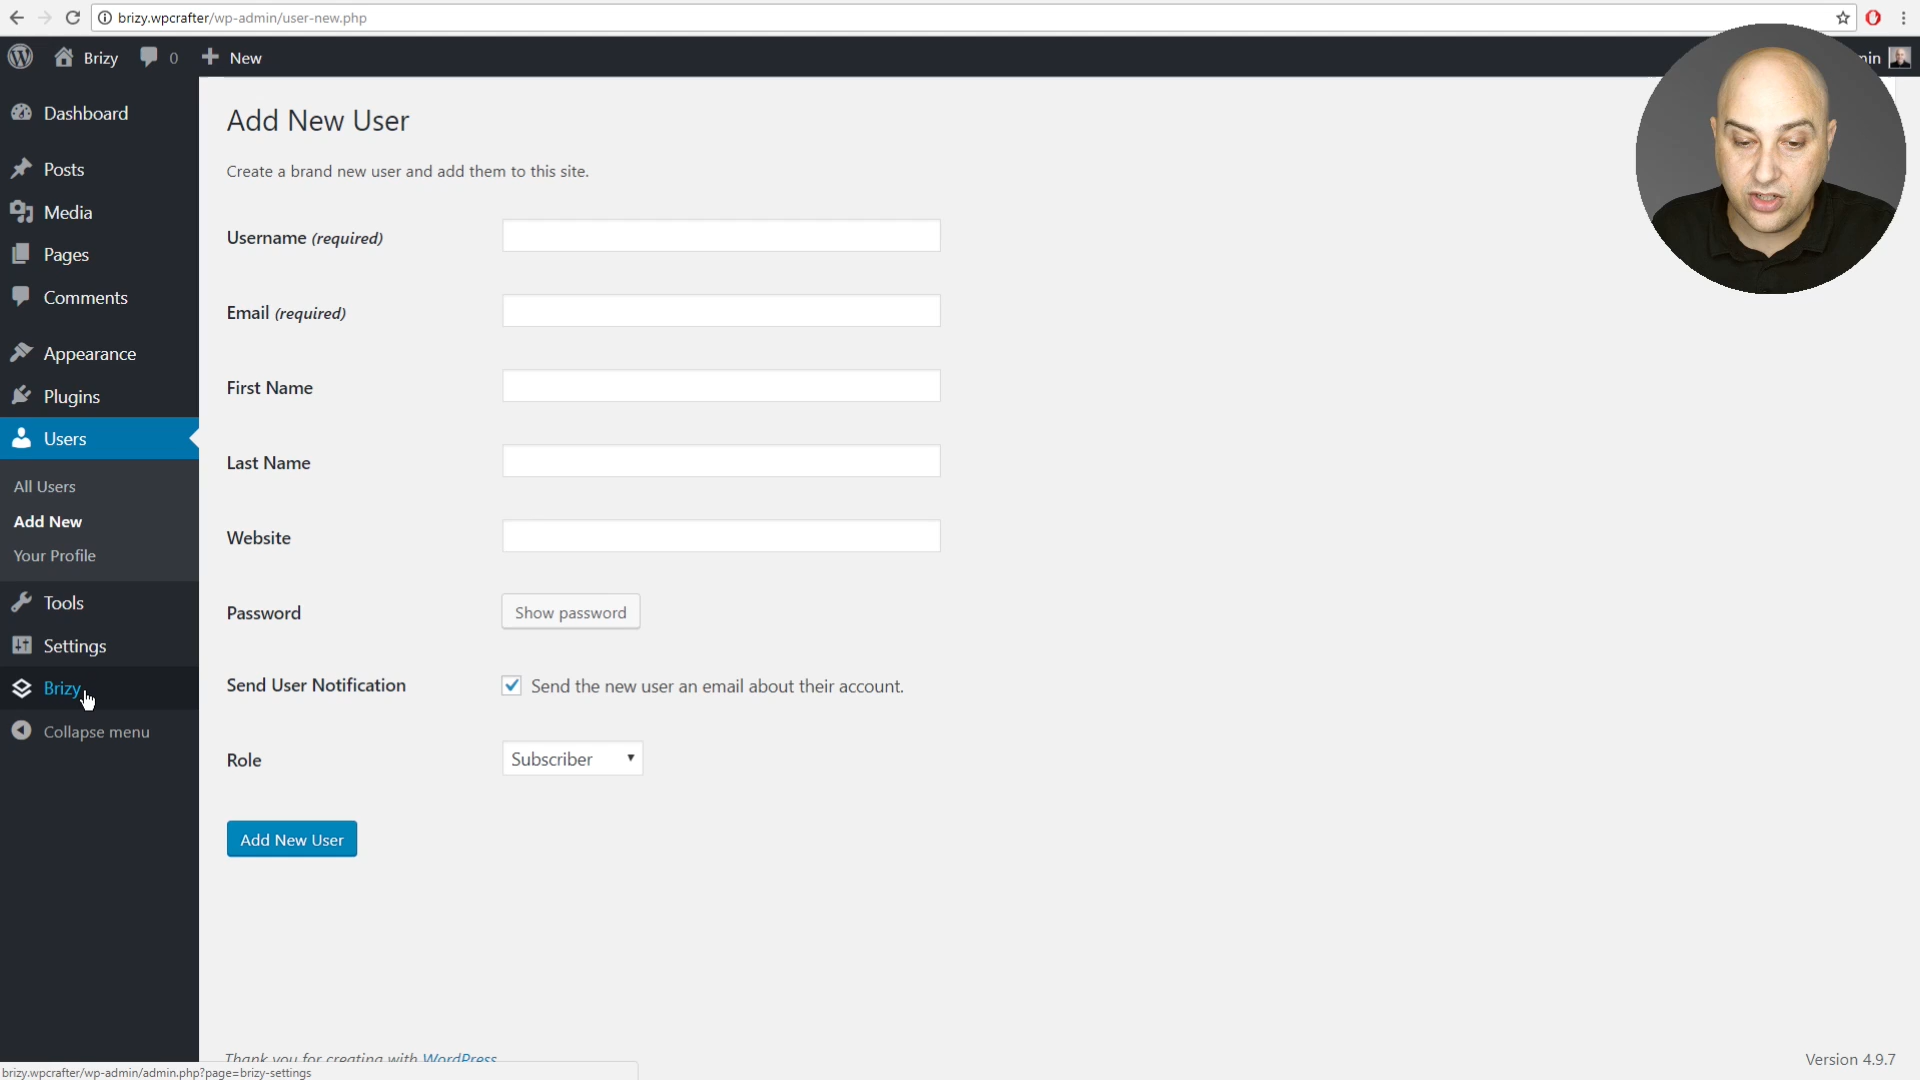 brizy.wpcrafter/wp-admin/user-new.php
Brizy 0 New
Dashboard
Posts
Media
Pages
Comments
Appearance
Plugins
Users
All Users
Add New
Your Profile
Tools
Settings
Brizy
Collapse menu
Add New User
Create a brand new user and add them to this site.
Username (required)
Email (required)
First Name
Last Name
Website
Password Show password
Send User Notification Send the new user an email about their account.
Role Subscriber
Add New User
Thank you for creating with WordPress
Version 4.9.7
brizy.wpcrafter/wp-admin/admin.php?page=brizy-settings